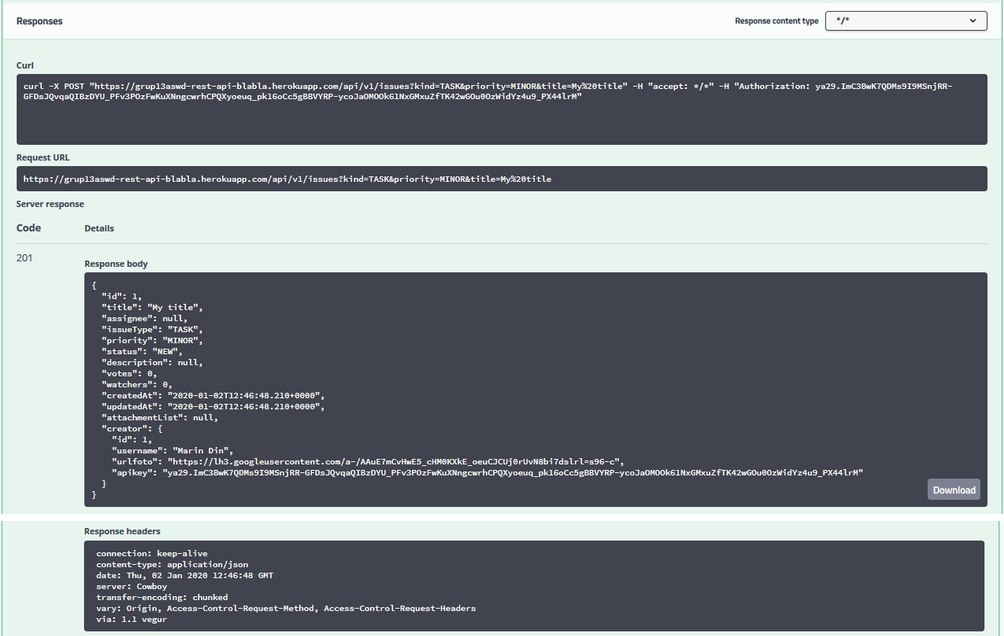 Responses
Response content type
*/*
Curl
curl -X POST "https://grup13aswd-rest-api-blabla.herokuapp.com/api/v1/issues?kind=TASK&priority=MINOR&title=My%20title" -H "accept: */*" -H "Authorization: ya29.ImC3BwK7QDMs9I9MSnjRR-
GFDsJQvqaQIBzDYU_PFv3POzFwKuXNngcwrhCPQXyoeuq_pk16oCc5gBBVYRP-ycoJaOMOOk61NxGMxuZfTK42wGOu0OzWidYz4u9_PX44lrM"
Request URL
https://grup13aswd-rest-api-blabla.herokuapp.com/api/v1/issues?kind=TASK&priority=MINOR&title=My%20title
Server response
Code
Details
201
Response body
{
"id": 1,
"title": "My title",
"assignee": null,
"issueType": "TASK",
"priority": "MINOR",
"status": "NEW",
"description": null,
"votes": 0,
"watchers": 0,
"createdAt": "2020-01-02T12:46:48.210+0000",
"updatedAt": "2020-01-02T12:46:48.210+0000",
"attachmentList": null,
"creator": {
"id": 1,
"username": "Marin Din",
"urlfoto": "https://lh3.googleusercontent.com/a-/AAuE7mCvHwE5_cHM0KXkE_oeuCJCUj0rUvN8bi7dslrl=s96-c",
"apikey": "ya29.ImC3BwK7QDMs9I9MSnjRR-GFDsJQvqaQIBzDYU_PFv3POzFwKuXNngcwrhCPQXyoeuq_pk16oCc5gBBVYRP-ycoJaOMOOk61NxGMxuZfTK42wGOu0OzWidYz4u9_PX44lrM"
}
}
Download
Response headers
connection: keep-alive
content-type: application/json
date: Thu, 02 Jan 2020 12:46:48 GMT
server: Cowboy
transfer-encoding: chunked
vary: Origin, Access-Control-Request-Method, Access-Control-Request-Headers
via: 1.1 vegur